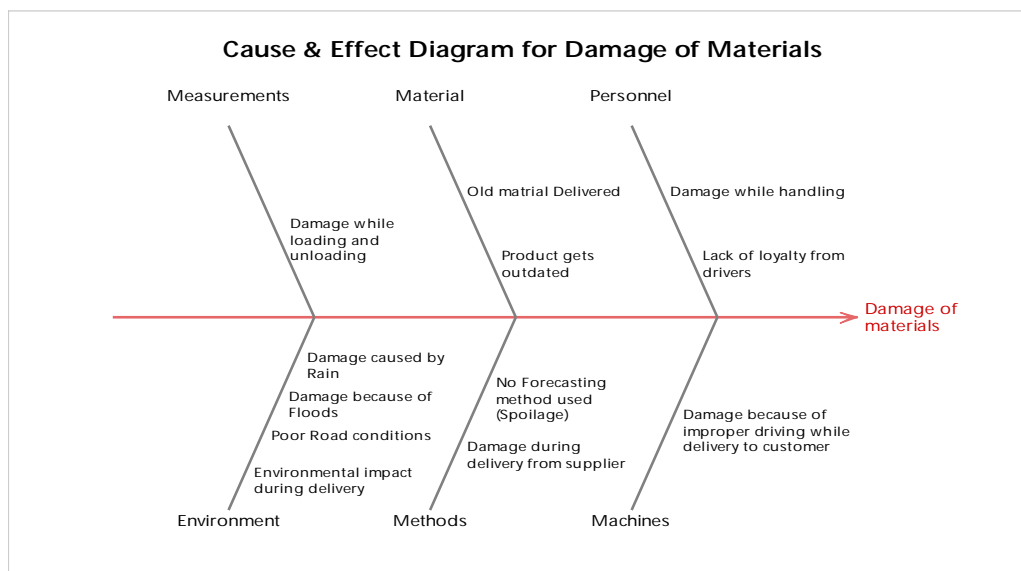 Cause & Effect Diagram for Damage of Materials
Measurements
Material
Personnel
Old matrial Delivered
Damage while handling
Damage while
loading and
unloading
Product gets
outdated
Lack of loyalty from
drivers
Damage of
materials
Damage caused by
Rain
Damage because of
Floods
Poor Road conditions
Environmental impact
during delivery
No Forecasting
method used
(Spoilage)
Damage during
delivery from supplier
Damage because of
improper driving while
delivery to customer
Environment
Methods
Machines